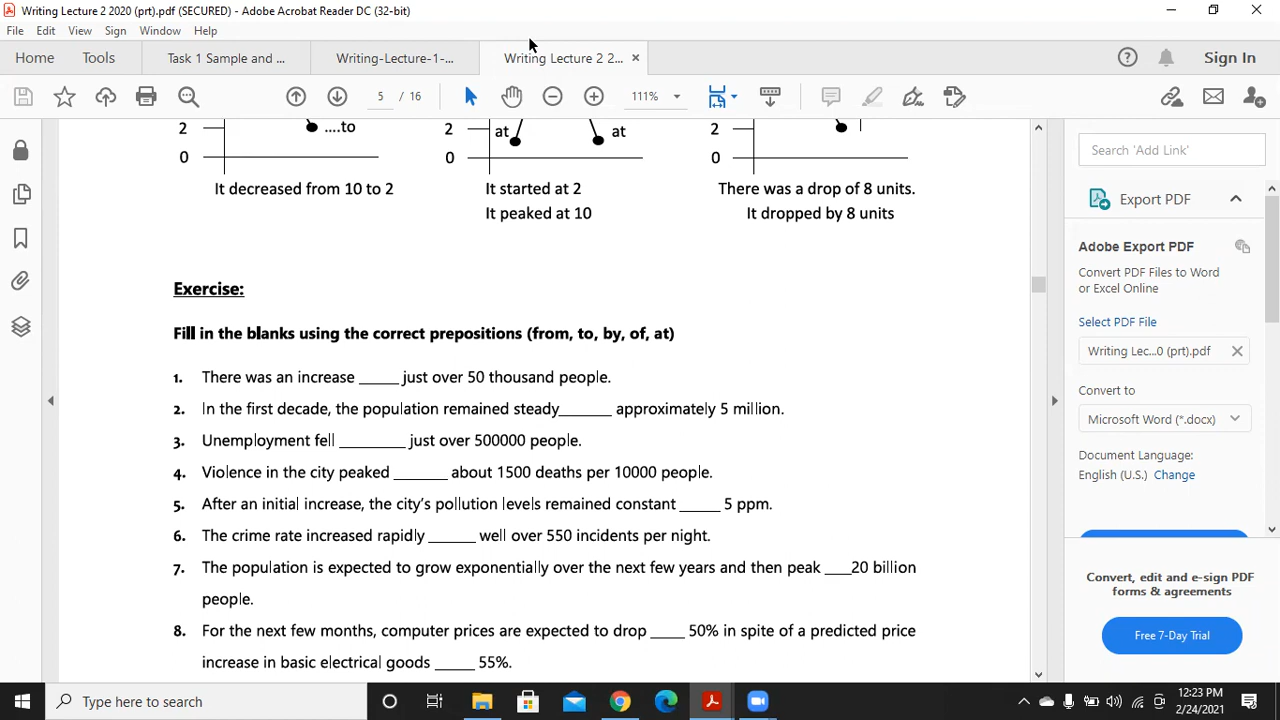 Writing Lecture 2 2020 (prt).pdf (SECURED) - Adobe Acrobat Reader DC (32-bit)
File Edit View Sign Window Help
Home Tools Task 1 Sample and ... Writing-Lecture-1-... Writing Lecture 2 2... × Sign In
5 / 16 111%
2 ....to 2 at at 2
0 0 0
It decreased from 10 to 2 It started at 2 There was a drop of 8 units.
It peaked at 10 It dropped by 8 units
Exercise:
Fill in the blanks using the correct prepositions (from, to, by, of, at)
1. There was an increase _____ just over 50 thousand people.
2. In the first decade, the population remained steady_______ approximately 5 million.
3. Unemployment fell _________ just over 500000 people.
4. Violence in the city peaked _______ about 1500 deaths per 10000 people.
5. After an initial increase, the city's pollution levels remained constant _____ 5 ppm.
6. The crime rate increased rapidly ______ well over 550 incidents per night.
7. The population is expected to grow exponentially over the next few years and then peak ___20 billion
people.
8. For the next few months, computer prices are expected to drop ____ 50% in spite of a predicted price
increase in basic electrical goods _____ 55%.
Search 'Add Link'
Export PDF
Adobe Export PDF
Convert PDF Files to Word
or Excel Online
Select PDF File
Writing Lec...0 (prt).pdf
Convert to
Microsoft Word (*.docx)
Document Language:
English (U.S.) Change
Convert, edit and e-sign PDF
forms & agreements
Free 7-Day Trial
Type here to search
12:23 PM
2/24/2021